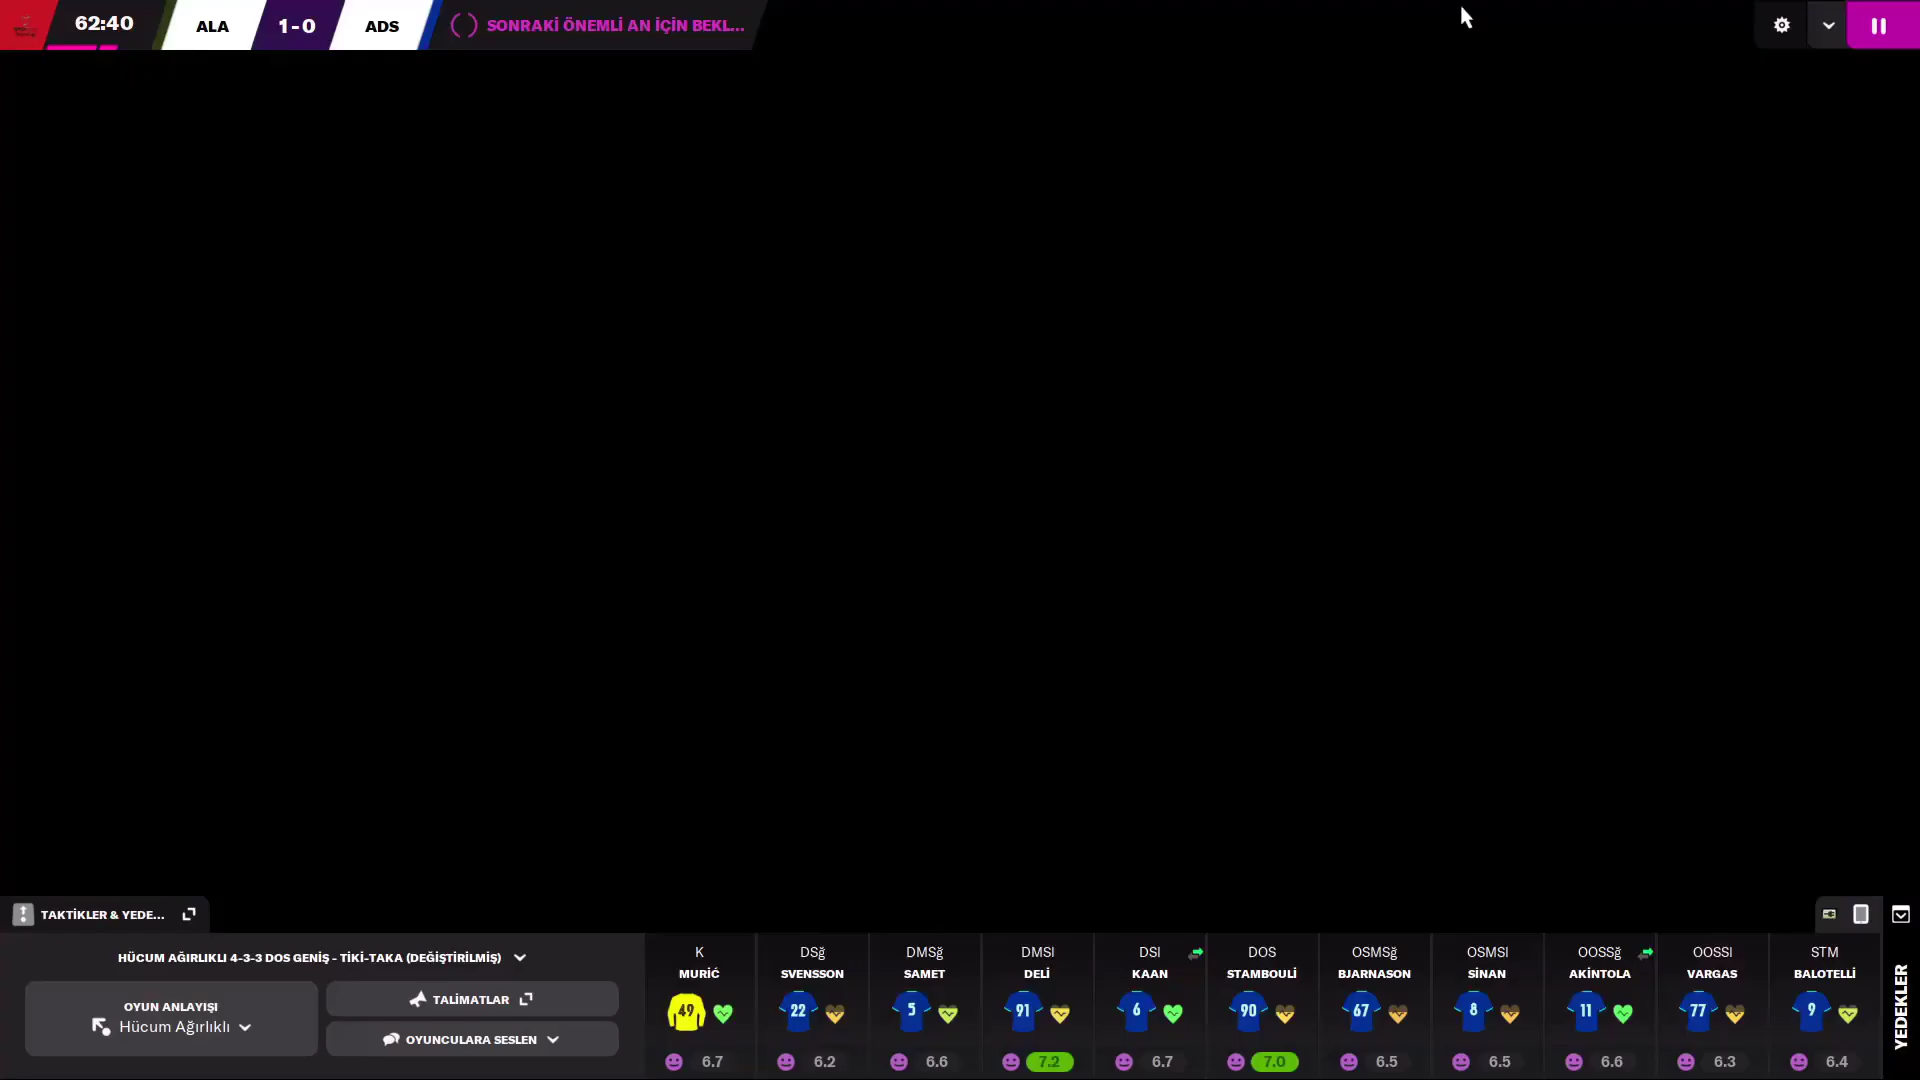 62:40
ALA
1-0
ADS
SONRAKİ ÖNEMLİ AN İÇİN BEKL...
TAKTİKLER & YEDE...
HÜCUM AĞIRLIKLI 4-3-3 DOS GENİŞ - TİKİ-TAKA (DEĞİŞTİRİLMİŞ)
OYUN ANLAYIŞI
Hücum Ağırlıklı
TALİMATLAR
OYUNCULARA SESLEN
K
MURIĆ
49
6.7
DSğ
SVENSSON
22
6.2
DMSğ
SAMET
5
6.6
DMSl
DELİ
91
7.2
DSl
KAAN
6
6.7
DOS
STAMBOULİ
90
7.0
OSMSğ
BJARNASON
67
6.5
OSMSl
SİNAN
8
6.5
OOSSğ
AKİNTOLA
11
6.6
OOSSl
VARGAS
77
6.3
STM
BALOTELLİ
9
6.4
YEDEKLER